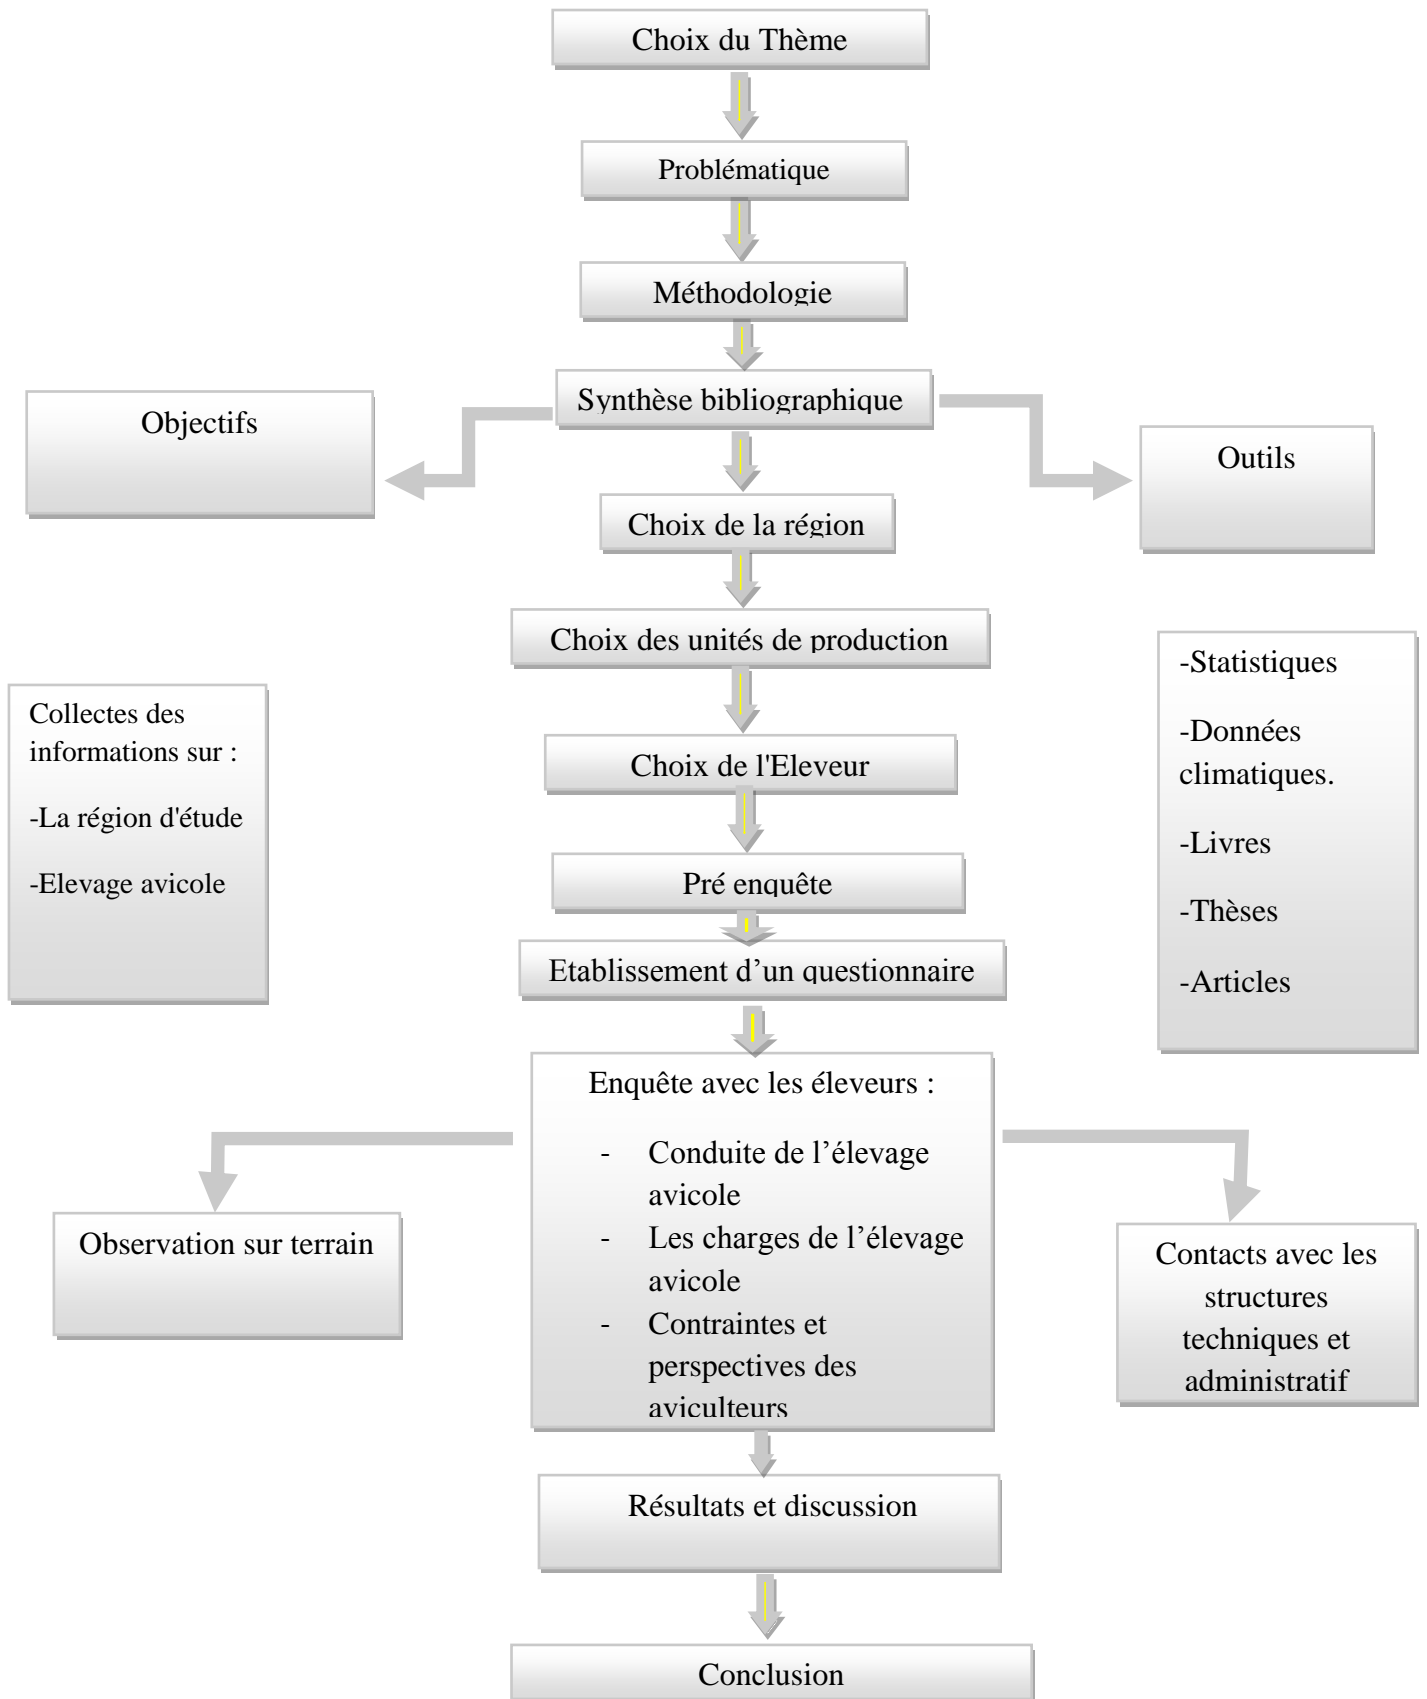 Choix du Thème
Problématique
Méthodologie
Synthèse bibliographique
Objectifs
Outils
Choix de la région
Choix des unités de production
Collectes des
informations sur :
-La région d'étude
-Elevage avicole
-Statistiques
-Données
climatiques.
-Livres
-Thèses
-Articles
Choix de l'Eleveur
Pré enquête
Etablissement d’un questionnaire
Enquête avec les éleveurs :
- Conduite de l’élevage
avicole
- Les charges de l’élevage
avicole
- Contraintes et
perspectives des
aviculteurs
Observation sur terrain
Contacts avec les
structures
techniques et
administratif
Résultats et discussion
Conclusion